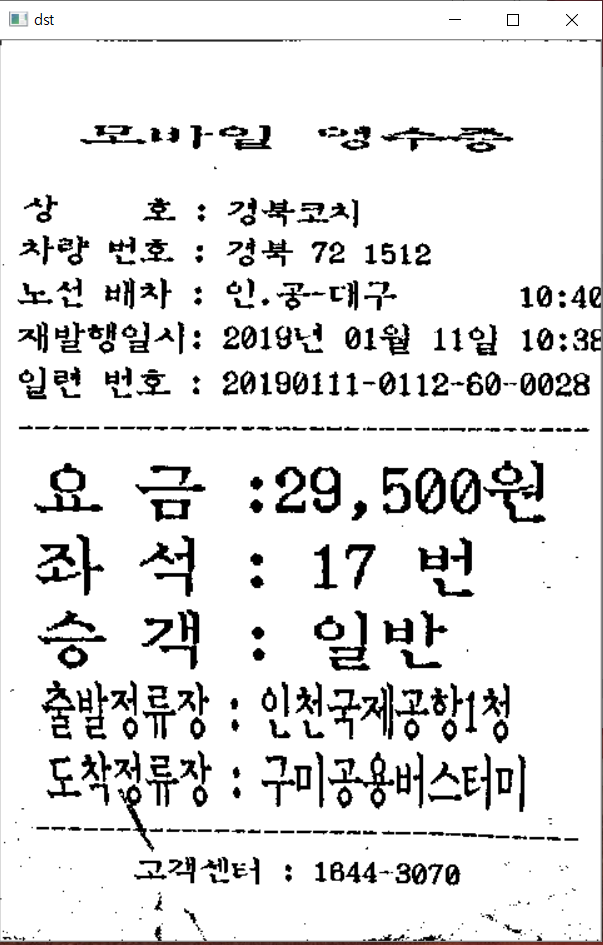 dst
모바일 영수증
상 호 : 경북코치
차량 번호 : 경북 72 1512
노선 배차 : 인.공-대구 10:40
재발행일시: 2019년 01월 11일 10:38
일련 번호 : 20190111-0112-60-0028
요 금 :29,500원
좌 석 : 17 번
승 객 : 일반
출발정류장 : 인천국제공항1청
도착정류장 : 구미공용버스터미
고객센터 : 1644-3070